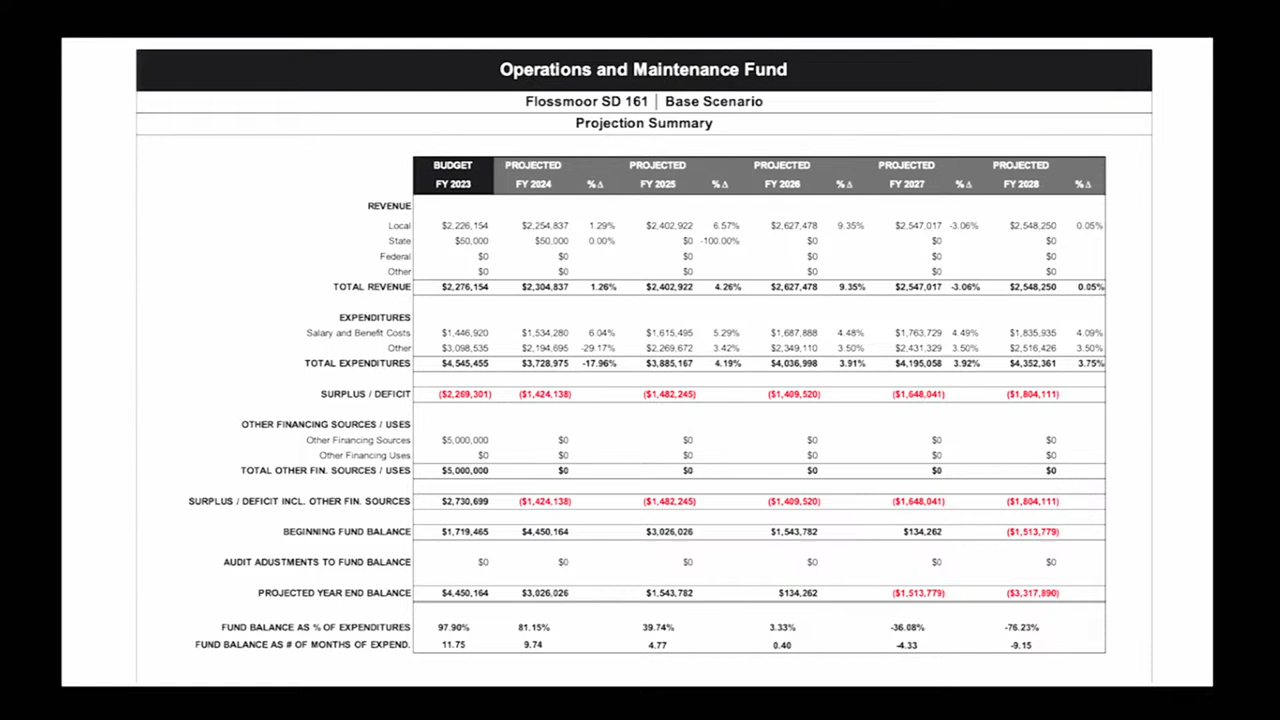 Operations and Maintenance Fund
Flossmoor SD 161 | Base Scenario
Projection Summary
BUDGET PROJECTED PROJECTED PROJECTED PROJECTED PROJECTED
FY 2023 FY 2024 % Δ FY 2025 % Δ FY 2026 % Δ FY 2027 % Δ FY 2028 % Δ
REVENUE
Local $2,226,154 $2,254,837 1.29% $2,402,922 6.57% $2,627,478 9.35% $2,547,017 -3.06% $2,548,250 0.05%
State $50,000 $50,000 0.00% $0 -100.00% $0 $0 $0
Federal $0 $0 $0 $0 $0 $0
Other $0 $0 $0 $0 $0 $0
TOTAL REVENUE $2,276,154 $2,304,837 1.26% $2,402,922 4.26% $2,627,478 9.35% $2,547,017 -3.06% $2,548,250 0.05%
EXPENDITURES
Salary and Benefit Costs $1,446,920 $1,534,280 6.04% $1,615,495 5.29% $1,687,888 4.48% $1,763,729 4.49% $1,835,935 4.09%
Other $3,098,535 $2,194,695 -29.17% $2,269,672 3.42% $2,349,110 3.50% $2,431,329 3.50% $2,516,426 3.50%
TOTAL EXPENDITURES $4,545,455 $3,728,975 -17.96% $3,885,167 4.19% $4,036,998 3.91% $4,195,058 3.92% $4,352,361 3.75%
SURPLUS / DEFICIT ($2,269,301) ($1,424,138) ($1,482,245) ($1,409,520) ($1,648,041) ($1,804,111)
OTHER FINANCING SOURCES / USES
Other Financing Sources $5,000,000 $0 $0 $0 $0 $0
Other Financing Uses $0 $0 $0 $0 $0 $0
TOTAL OTHER FIN. SOURCES / USES $5,000,000 $0 $0 $0 $0 $0
SURPLUS / DEFICIT INCL. OTHER FIN. SOURCES $2,730,699 ($1,424,138) ($1,482,245) ($1,409,520) ($1,648,041) ($1,804,111)
BEGINNING FUND BALANCE $1,719,465 $4,450,164 $3,026,026 $1,543,782 $134,262 ($1,513,779)
AUDIT ADUSTMENTS TO FUND BALANCE $0 $0 $0 $0 $0 $0
PROJECTED YEAR END BALANCE $4,450,164 $3,026,026 $1,543,782 $134,262 ($1,513,779) ($3,317,890)
FUND BALANCE AS % OF EXPENDITURES 97.90% 81.15% 39.74% 3.33% -36.08% -76.23%
FUND BALANCE AS # OF MONTHS OF EXPEND. 11.75 9.74 4.77 0.40 -4.33 -9.15